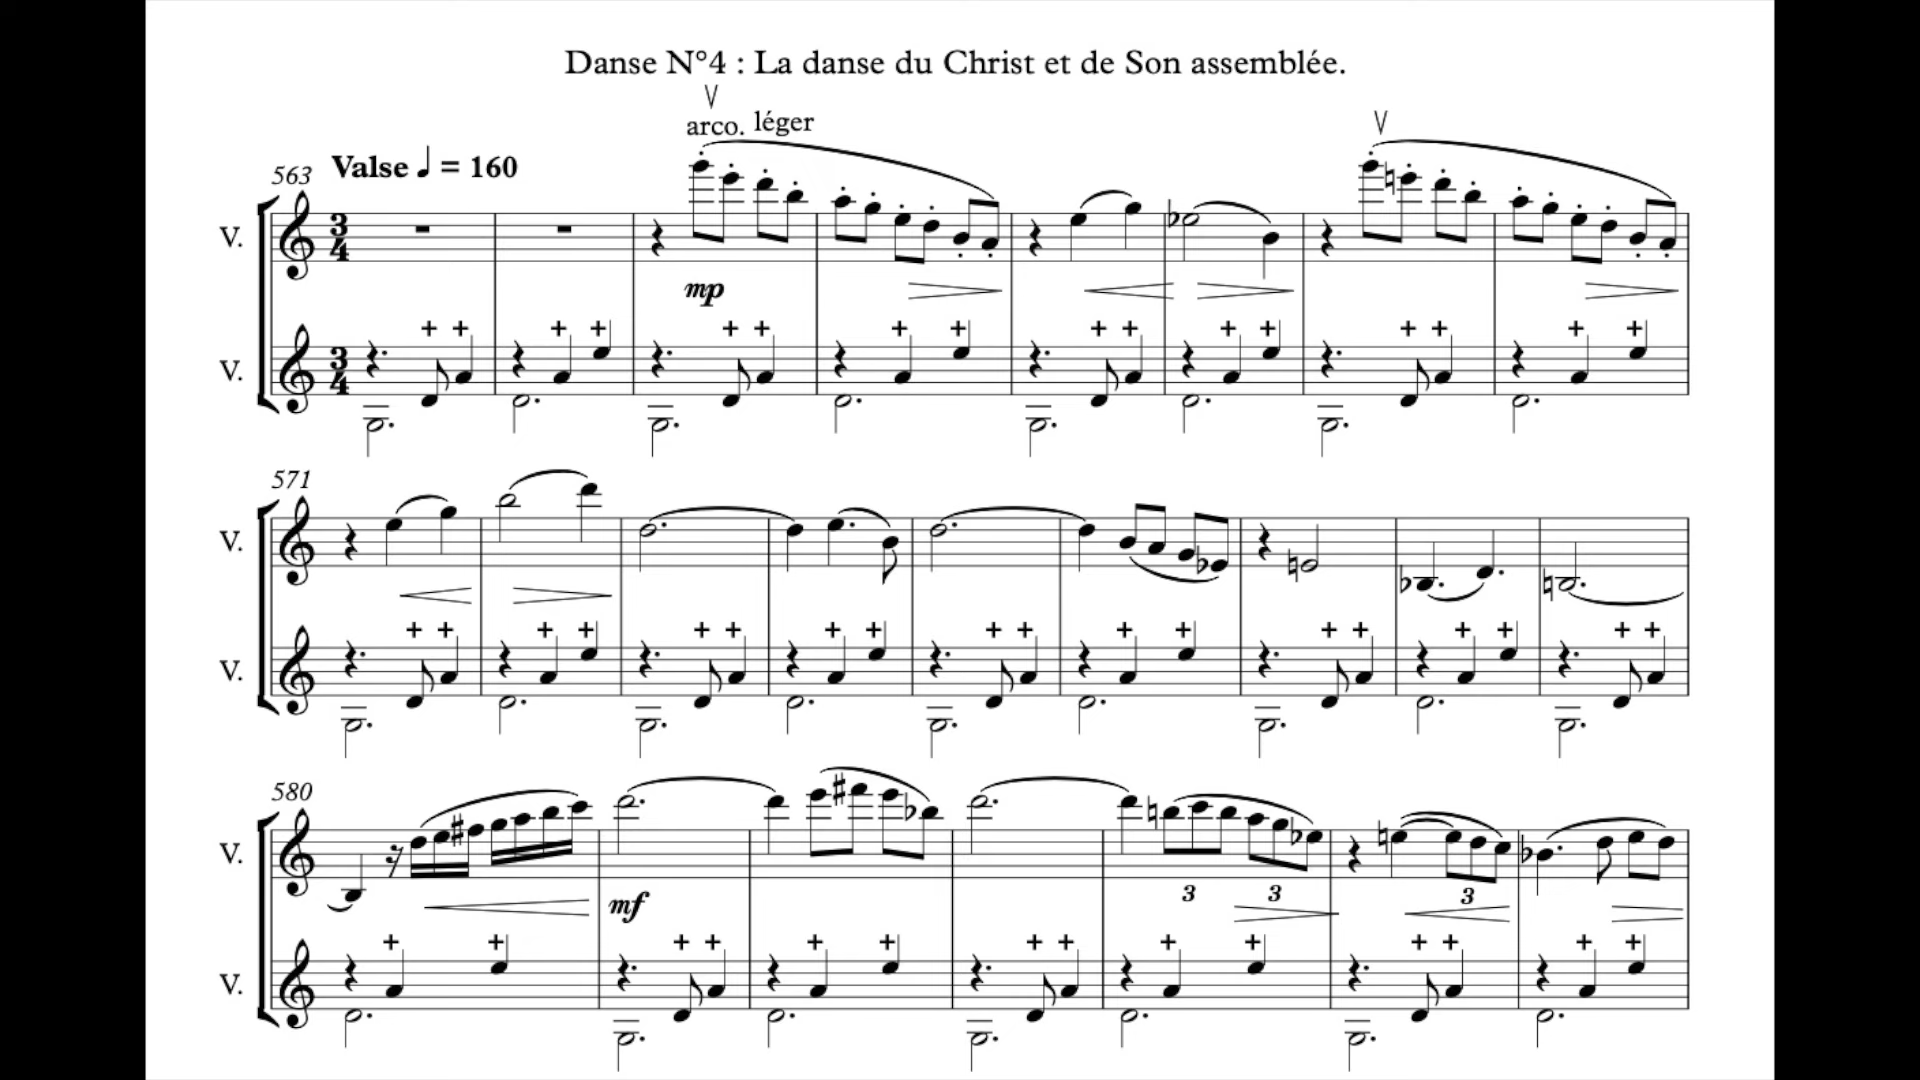 Danse N°4 : La danse du Christ et de Son assemblée.
arco. léger
Valse ♩ = 160
563
V.
mp
V.
571
V.
V.
580
V.
mf
3 3 3
V.